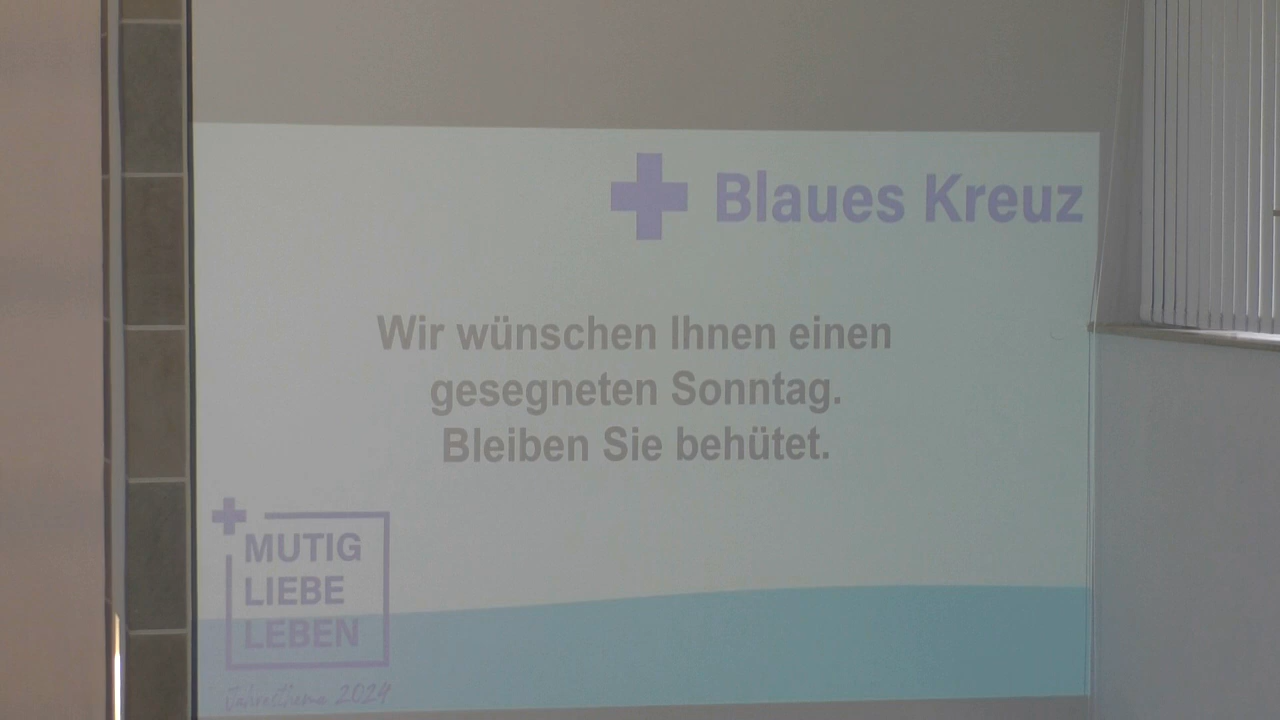 Blaues Kreuz
Wir wünschen Ihnen einen
gesegneten Sonntag.
Bleiben Sie behütet.
MUTIG
LIEBE
LEBEN
Jahresthema 2024